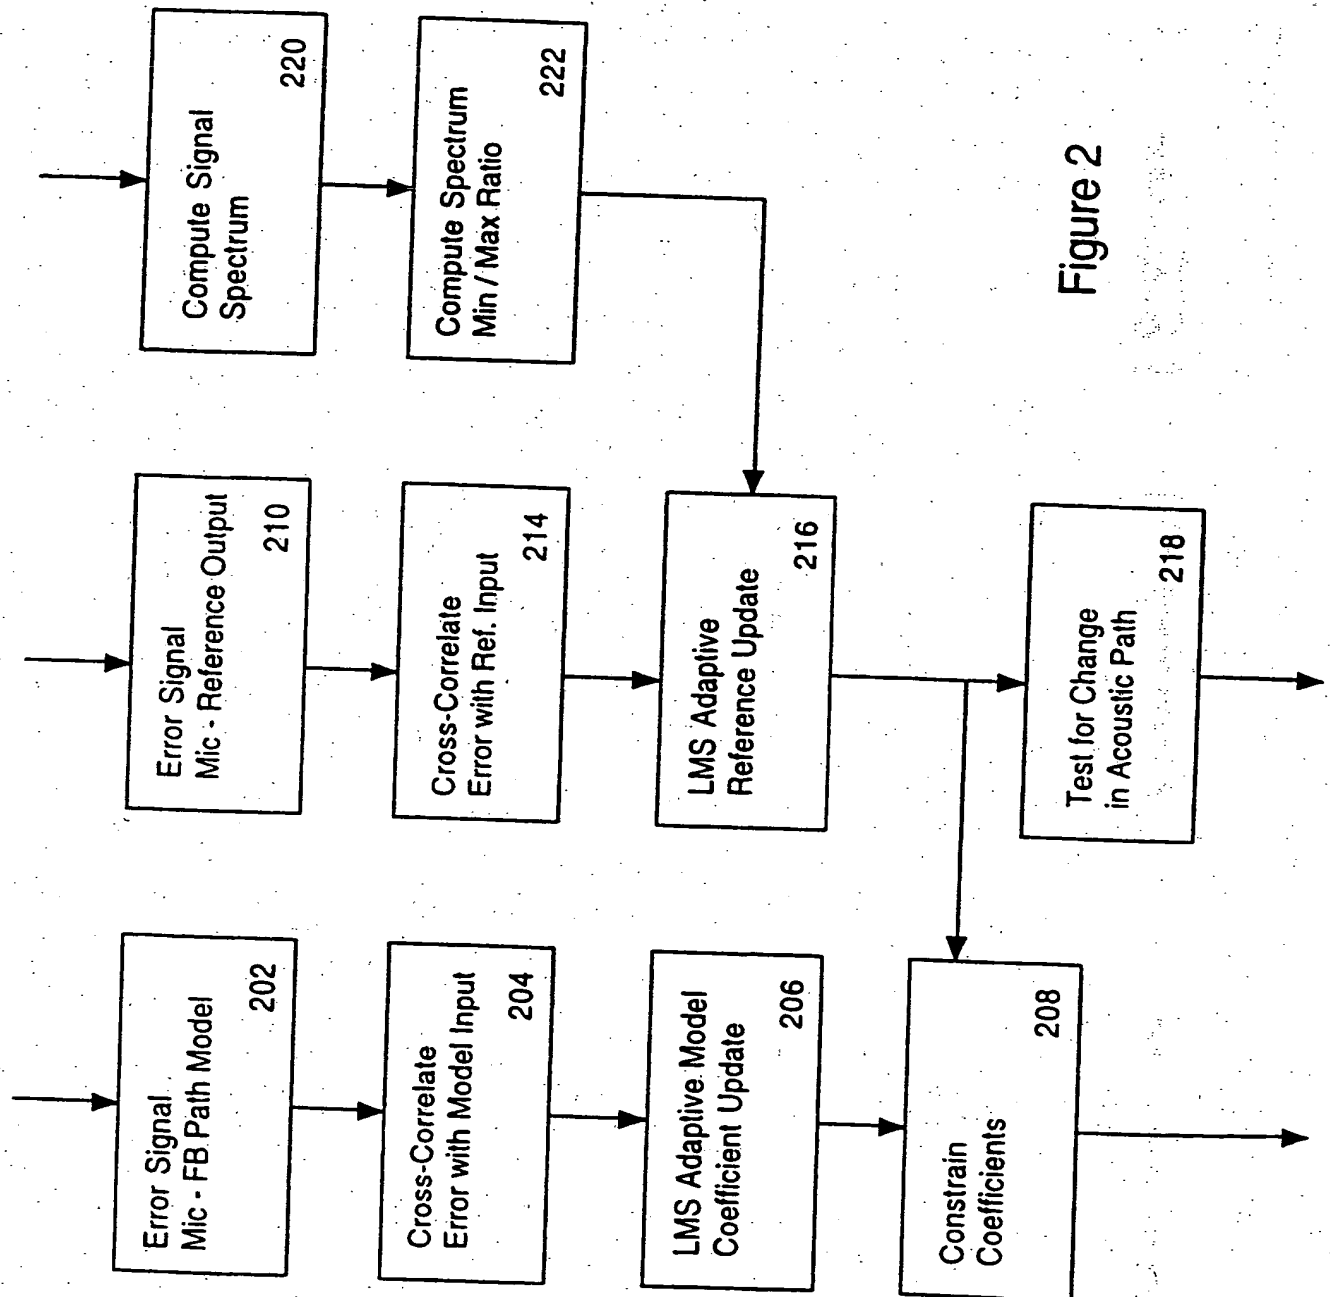 Error Signal
Mic - FB Path Model
202
Cross-Correlate
Error with Model Input
204
LMS Adaptive Model
Coefficient Update
206
Constrain
Coefficients
208
Error Signal
Mic - Reference Output
210
Cross-Correlate
Error with Ref. Input
214
LMS Adaptive
Reference Update
216
Test for Change
in Acoustic Path
218
Compute Signal
Spectrum
220
Compute Spectrum
Min / Max Ratio
222
Figure 2